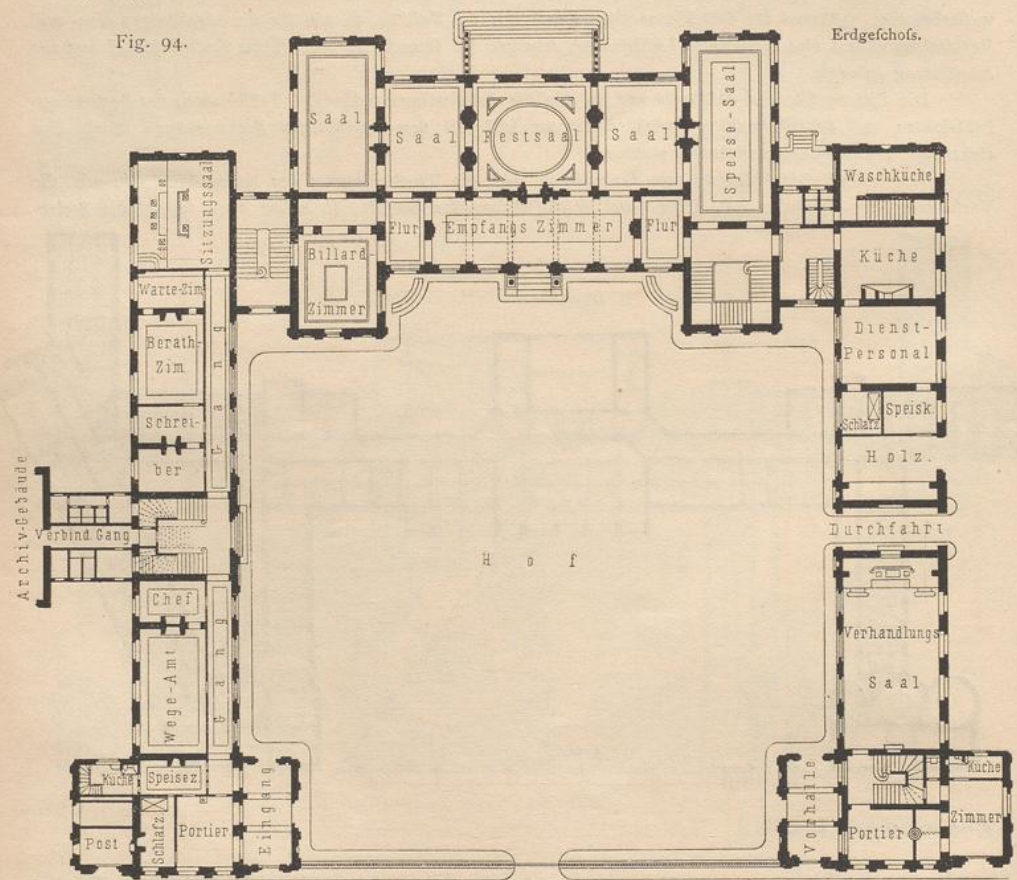 Fig. 94.
Erdgeſchoſs.
Saal
Saal
Feſtſaal
Saal
Speiſe-Saal
Sitzungssaal
Flur
Empfangs Zimmer
Flur
Billard-
Zimmer
Waschküche
Küche
Warte-Zim.
Berath-
Zim.
Gang
Schrei-
ber
Dienst-
Personal
Schlafz.
Speisk.
Holz.
Archiv-Gebäude
Verbind.Gang
Durchfahrt
Hof
Chef
Wege-Amt
Gang
Verhandlungs
Saal
Küche
Speisez.
Post
Schlafz.
Portier
Eingang
Vorhalle
Portier
Küche
Zimmer